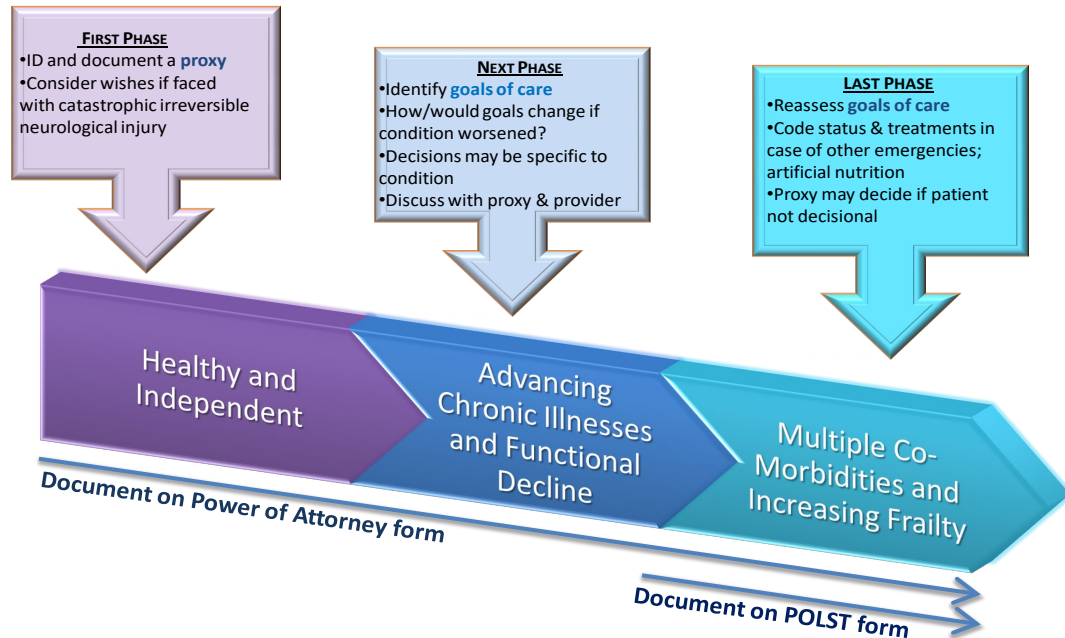 FIRST PHASE
•ID and document a proxy
•Consider wishes if faced
with catastrophic irreversible
neurological injury
NEXT PHASE
•Identify goals of care
•How/would goals change if
condition worsened?
•Decisions may be specific to
condition
•Discuss with proxy & provider
LAST PHASE
•Reassess goals of care
•Code status & treatments in
case of other emergencies;
artificial nutrition
•Proxy may decide if patient
not decisional
Healthy and
Independent
Advancing
Chronic Illnesses
and Functional
Decline
Multiple Co-
Morbidities and
Increasing Frailty
Document on Power of Attorney form
Document on POLST form